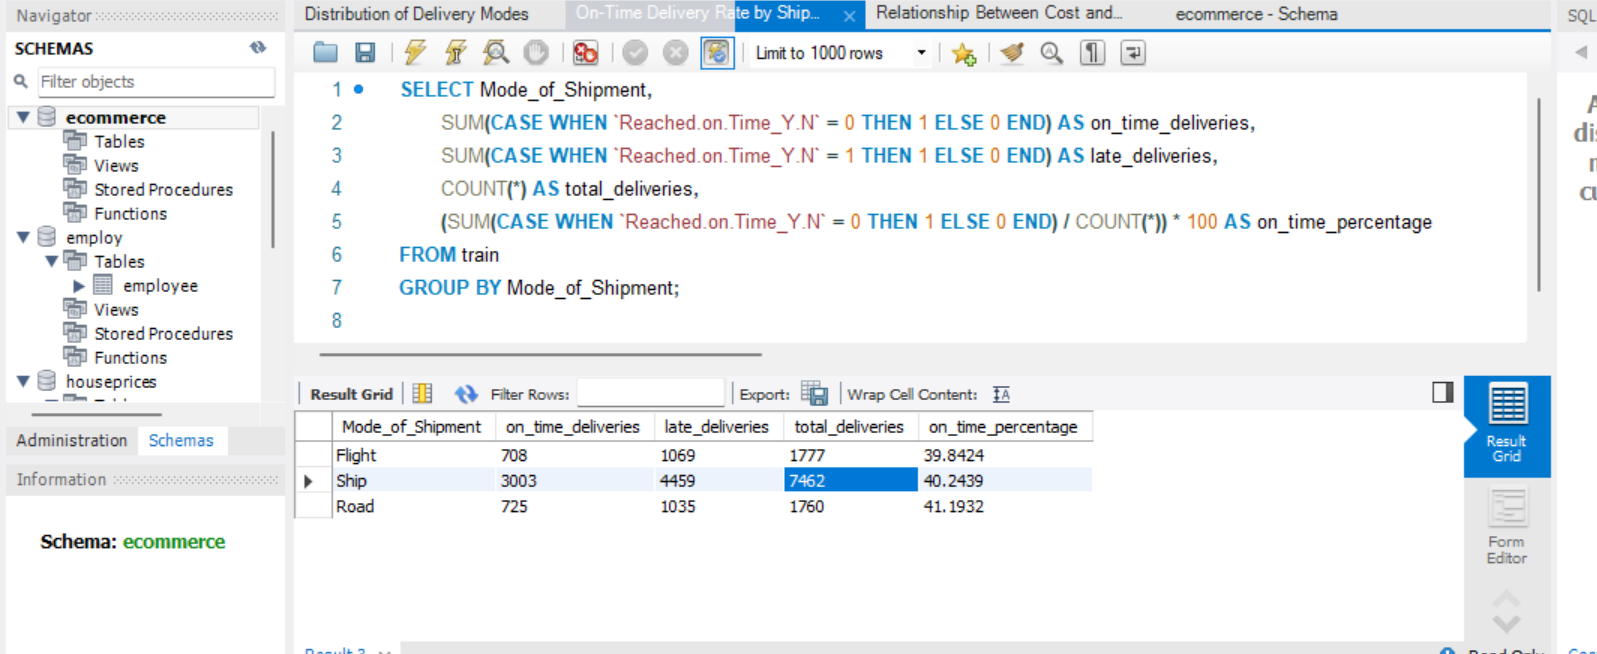 Navigator
SCHEMAS
Filter objects
ecommerce
Tables
Views
Stored Procedures
Functions
employ
Tables
employee
Views
Stored Procedures
Functions
houseprices
Administration Schemas
Information
Schema: ecommerce
Distribution of Delivery Modes On-Time Delivery Rate by Ship... Relationship Between Cost and... ecommerce - Schema
Limit to 1000 rows
1 SELECT Mode_of_Shipment,
2 SUM(CASE WHEN `Reached.on.Time_Y.N` = 0 THEN 1 ELSE 0 END) AS on_time_deliveries,
3 SUM(CASE WHEN `Reached.on.Time_Y.N` = 1 THEN 1 ELSE 0 END) AS late_deliveries,
4 COUNT(*) AS total_deliveries,
5 (SUM(CASE WHEN `Reached.on.Time_Y.N` = 0 THEN 1 ELSE 0 END) / COUNT(*)) * 100 AS on_time_percentage
6 FROM train
7 GROUP BY Mode_of_Shipment;
8
Result Grid Filter Rows: Export: Wrap Cell Content:
Mode_of_Shipment on_time_deliveries late_deliveries total_deliveries on_time_percentage
Flight 708 1069 1777 39.8424
Ship 3003 4459 7462 40.2439
Road 725 1035 1760 41.1932
Result
Grid
Form
Editor
Result 3
Read Only
SQL